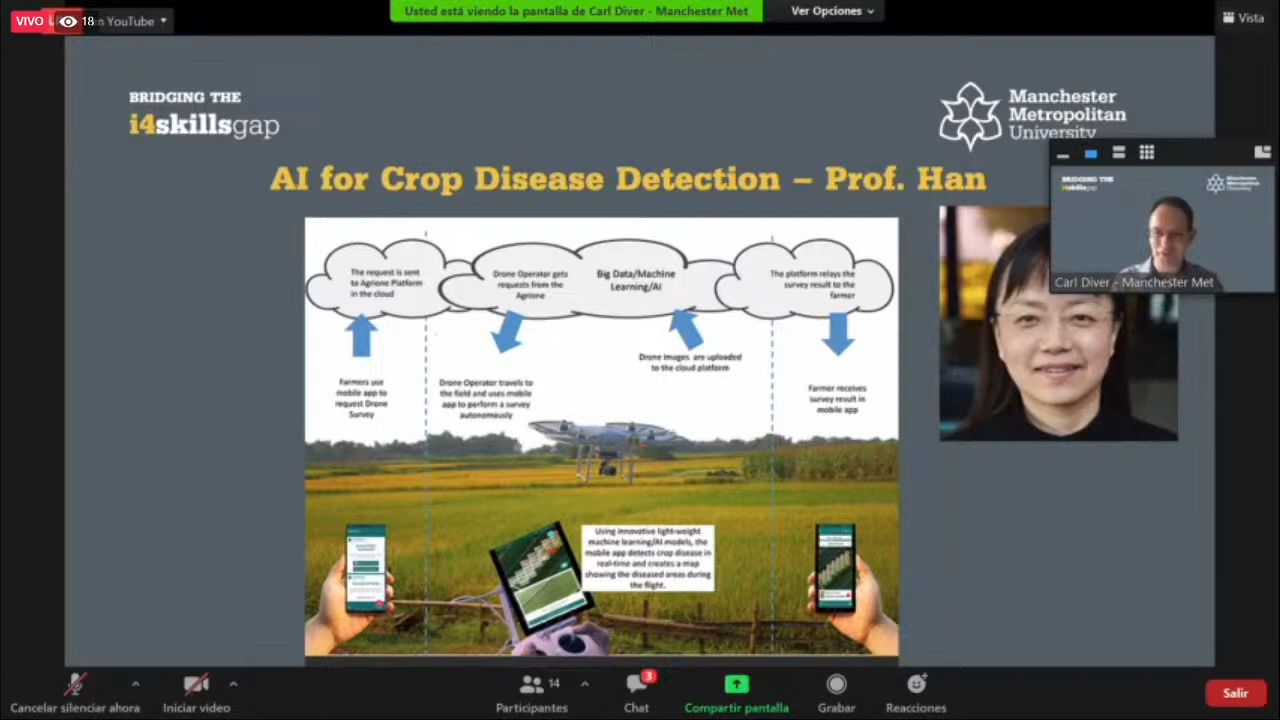 VIVO
18
n YouTube
Usted está viendo la pantalla de Carl Diver - Manchester Met
Ver Opciones
Vista
BRIDGING THE
i4skillsgap
Manchester
Metropolitan
University
AI for Crop Disease Detection – Prof. Han
BRIDGING THE
i4skillsgap
Manchester
Metropolitan
University
Carl Diver - Manchester Met
The request is sent
to Agrione Platform
in the cloud
Drone Operator gets
requests from the
Agrione
Big Data/Machine
Learning/AI
The platform relays the
survey result to the
farmer
Farmers use
mobile app to
request Drone
Survey
Drone Operator travels to
the field and uses mobile
app to perform a survey
autonomously
Drone Images are uploaded
to the cloud platform
Farmer receives
survey result in
mobile app
Using innovative light-weight
machine learning/AI models, the
mobile app detects crop disease in
real-time and creates a map
showing the diseased areas during
the flight.
Cancelar silenciar ahora
Iniciar video
14
Participantes
3
Chat
Compartir pantalla
Grabar
Reacciones
Salir